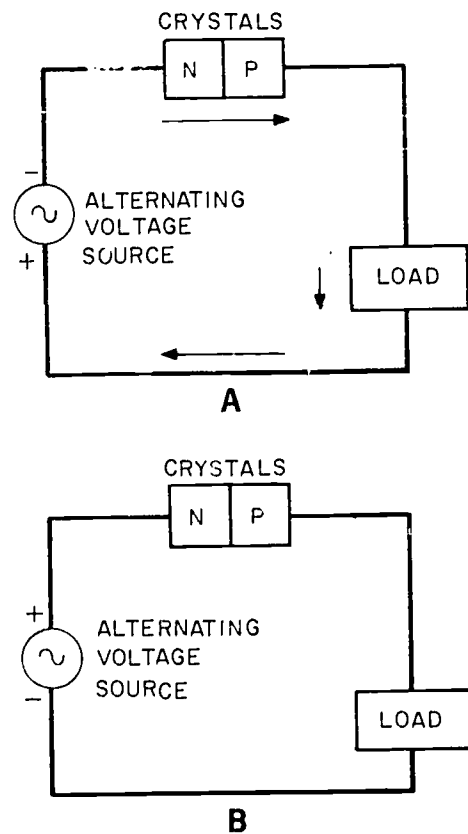 CRYSTALS
N P
−
∼
+
ALTERNATING
VOLTAGE
SOURCE
LOAD
A
CRYSTALS
N P
+
∼
−
ALTERNATING
VOLTAGE
SOURCE
LOAD
B